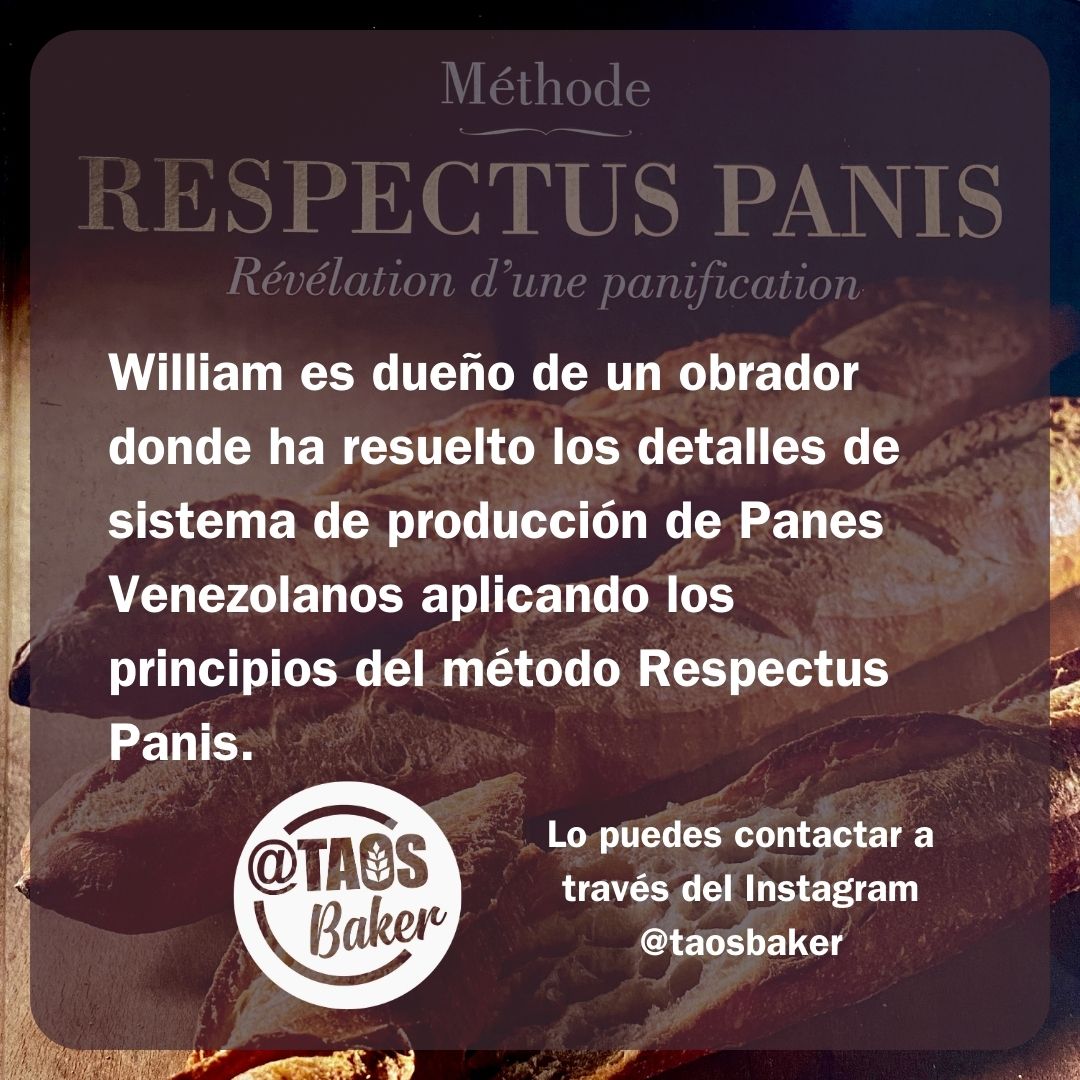 Méthode
RESPECTUS PANIS
Révélation d'une panification
William es dueño de un obrador
donde ha resuelto los detalles de
sistema de producción de Panes
Venezolanos aplicando los
principios del método Respectus
Panis.
@TAOS
Baker
Lo puedes contactar a
través del Instagram
@taosbaker